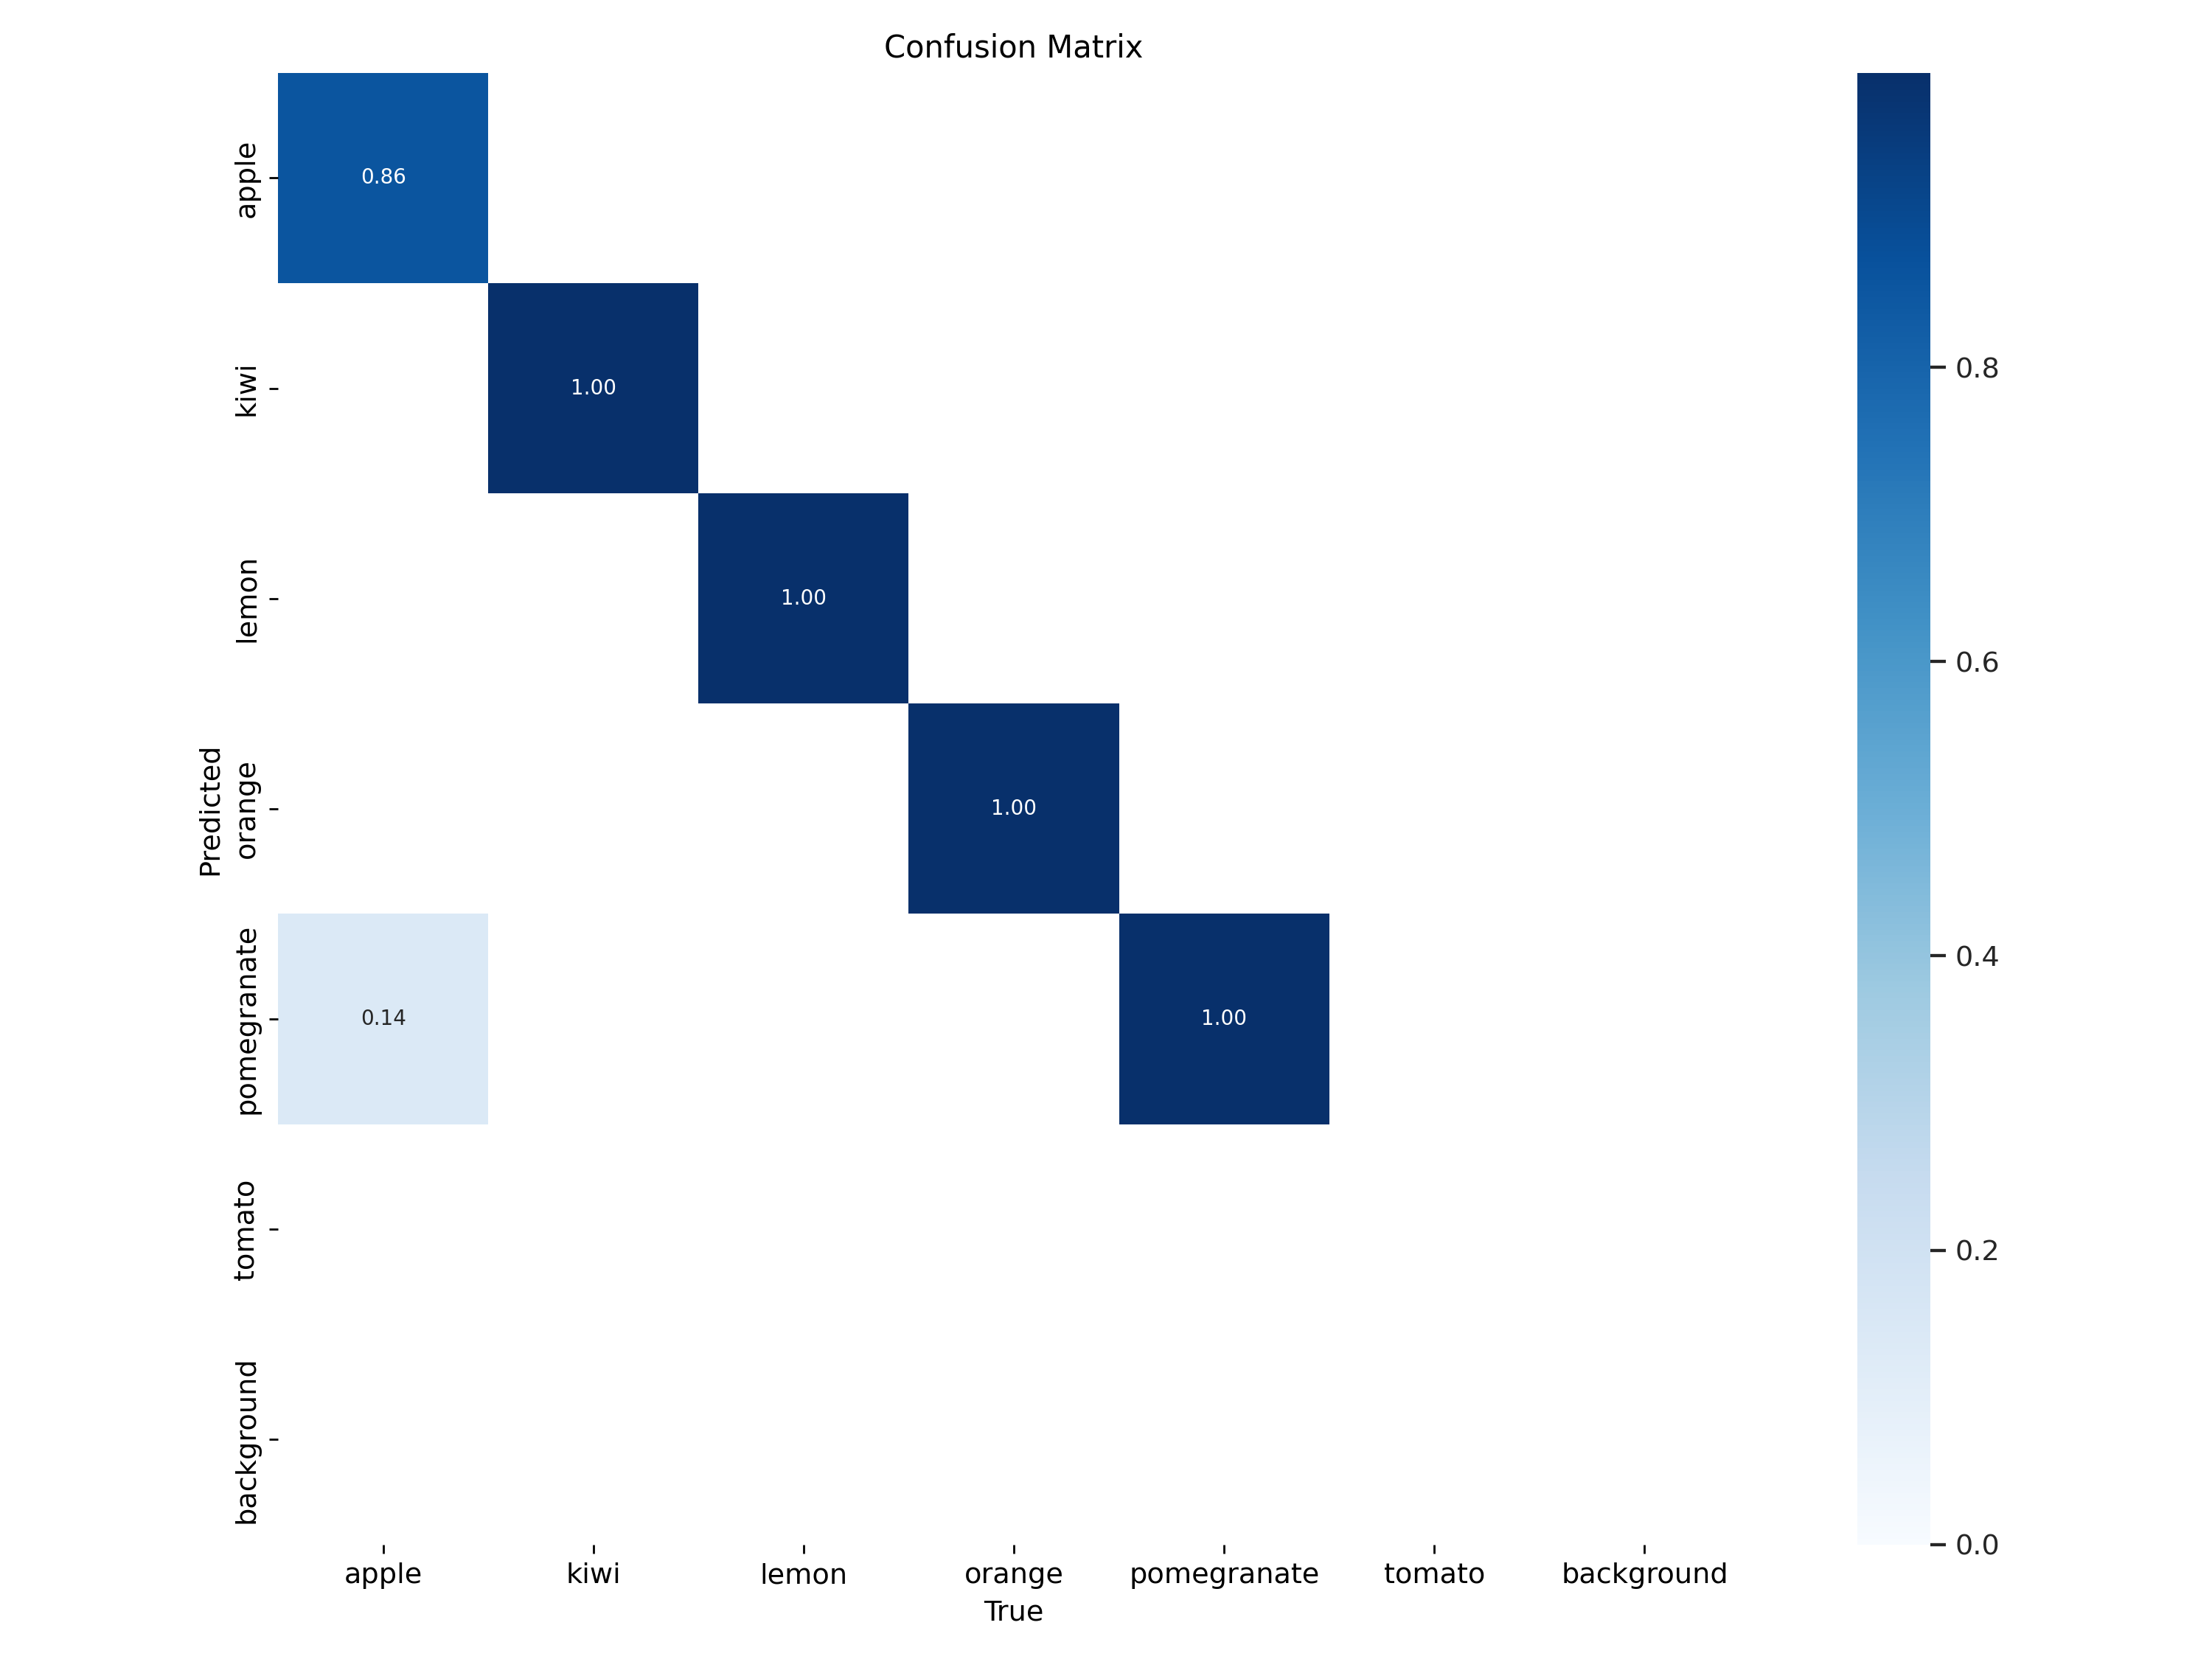 Confusion Matrix
apple
0.86
kiwi
1.00
lemon
1.00
orange
1.00
pomegranate
0.14
1.00
tomato
background
Predicted
apple
kiwi
lemon
orange
pomegranate
tomato
background
True
0.8
0.6
0.4
0.2
0.0